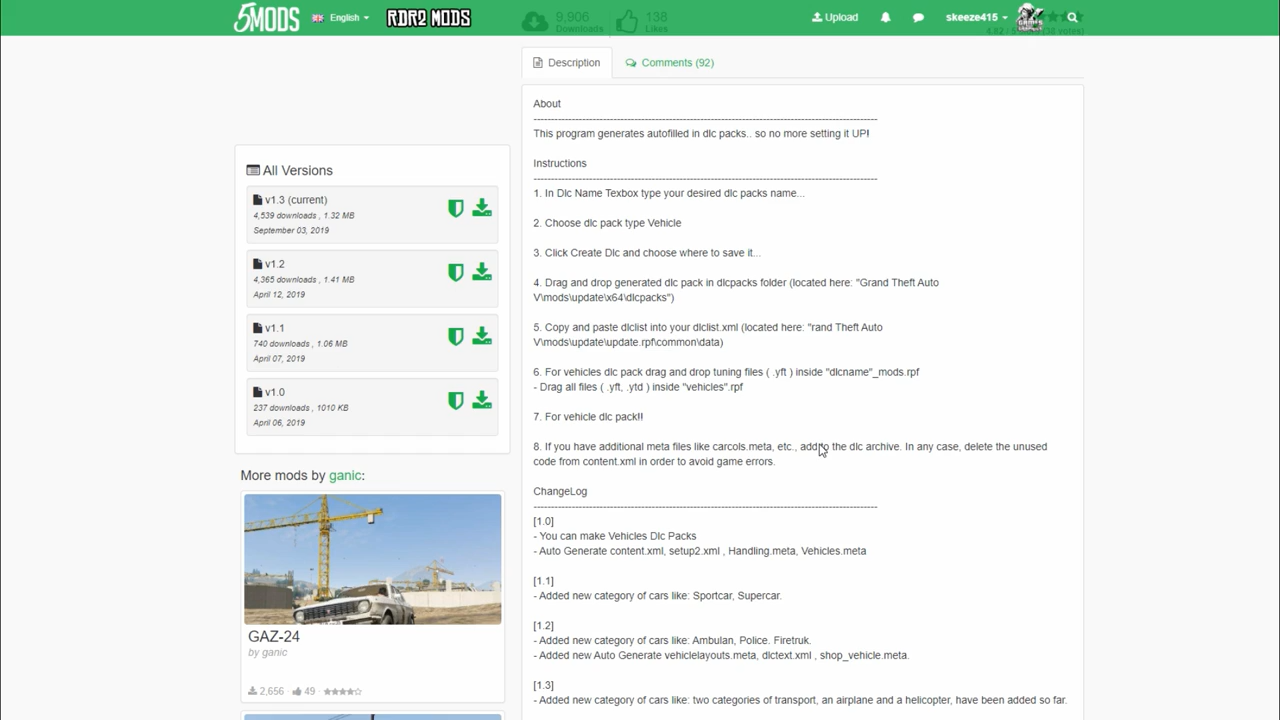 5MODS English RDR2 MODS 9,906 138 Upload skeeze415
Downloads Likes
Description Comments (92)
About
This program generates autofilled in dlc packs.. so no more setting it UP!
Instructions
1. In Dlc Name Texbox type your desired dlc packs name...
2. Choose dlc pack type Vehicle
3. Click Create Dlc and choose where to save it...
4. Drag and drop generated dlc pack in dlcpacks folder (located here: "Grand Theft Auto
V\mods\update\x64\dlcpacks")
5. Copy and paste dlclist into your dlclist.xml (located here: "rand Theft Auto
V\mods\update\update.rpf\common\data)
6. For vehicles dlc pack drag and drop tuning files ( .yft ) inside "dlcname"_mods.rpf
- Drag all files ( .yft, .ytd ) inside "vehicles".rpf
7. For vehicle dlc pack!!
8. If you have additional meta files like carcols.meta, etc., add to the dlc archive. In any case, delete the unused
code from content.xml in order to avoid game errors.
ChangeLog
[1.0]
- You can make Vehicles Dlc Packs
- Auto Generate content.xml, setup2.xml , Handling.meta, Vehicles.meta
[1.1]
- Added new category of cars like: Sportcar, Supercar.
[1.2]
- Added new category of cars like: Ambulan, Police. Firetruk.
- Added new Auto Generate vehiclelayouts.meta, dlctext.xml , shop_vehicle.meta.
[1.3]
- Added new category of cars like: two categories of transport, an airplane and a helicopter, have been added so far.
All Versions
v1.3 (current)
4,539 downloads , 1.32 MB
September 03, 2019
v1.2
4,365 downloads , 1.41 MB
April 12, 2019
v1.1
740 downloads , 1.06 MB
April 07, 2019
v1.0
237 downloads , 1010 KB
April 06, 2019
More mods by ganic:
GAZ-24
by ganic
2,656 49